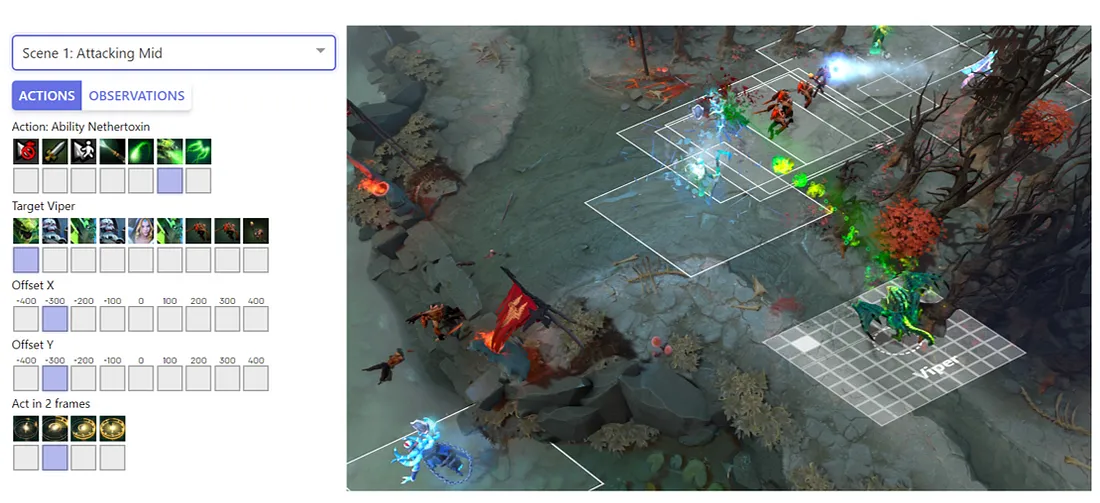 Scene 1: Attacking Mid
ACTIONS OBSERVATIONS
Action: Ability Nethertoxin
Target Viper
Offset X
-400 -300 -200 -100 0 100 200 300 400
Offset Y
-400 -300 -200 -100 0 100 200 300 400
Act in 2 frames
Viper